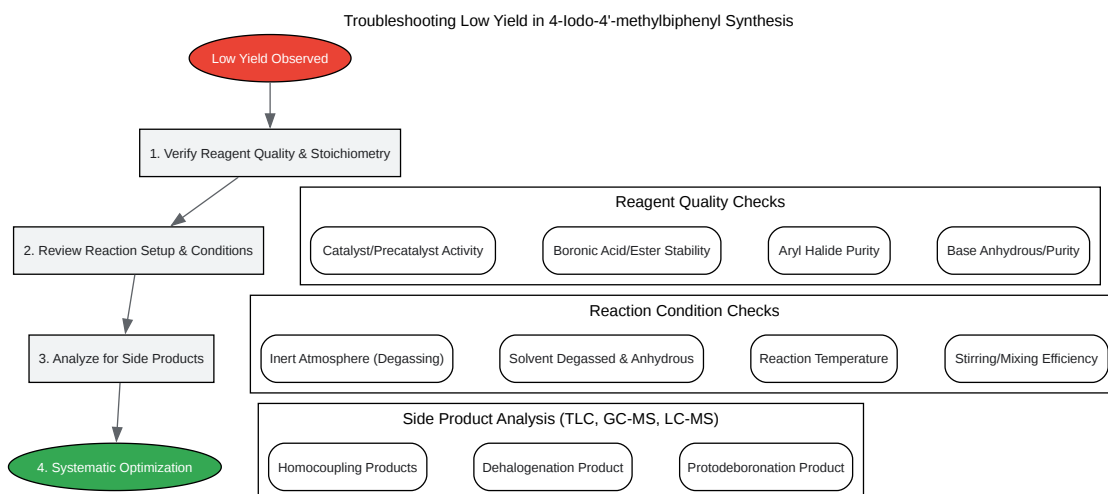 Troubleshooting Low Yield in 4-Iodo-4'-methylbiphenyl Synthesis
Low Yield Observed
1. Verify Reagent Quality & Stoichiometry
2. Review Reaction Setup & Conditions
3. Analyze for Side Products
4. Systematic Optimization
Reagent Quality Checks
Catalyst/Precatalyst Activity
Boronic Acid/Ester Stability
Aryl Halide Purity
Base Anhydrous/Purity
Reaction Condition Checks
Inert Atmosphere (Degassing)
Solvent Degassed & Anhydrous
Reaction Temperature
Stirring/Mixing Efficiency
Side Product Analysis (TLC, GC-MS, LC-MS)
Homocoupling Products
Dehalogenation Product
Protodeboronation Product